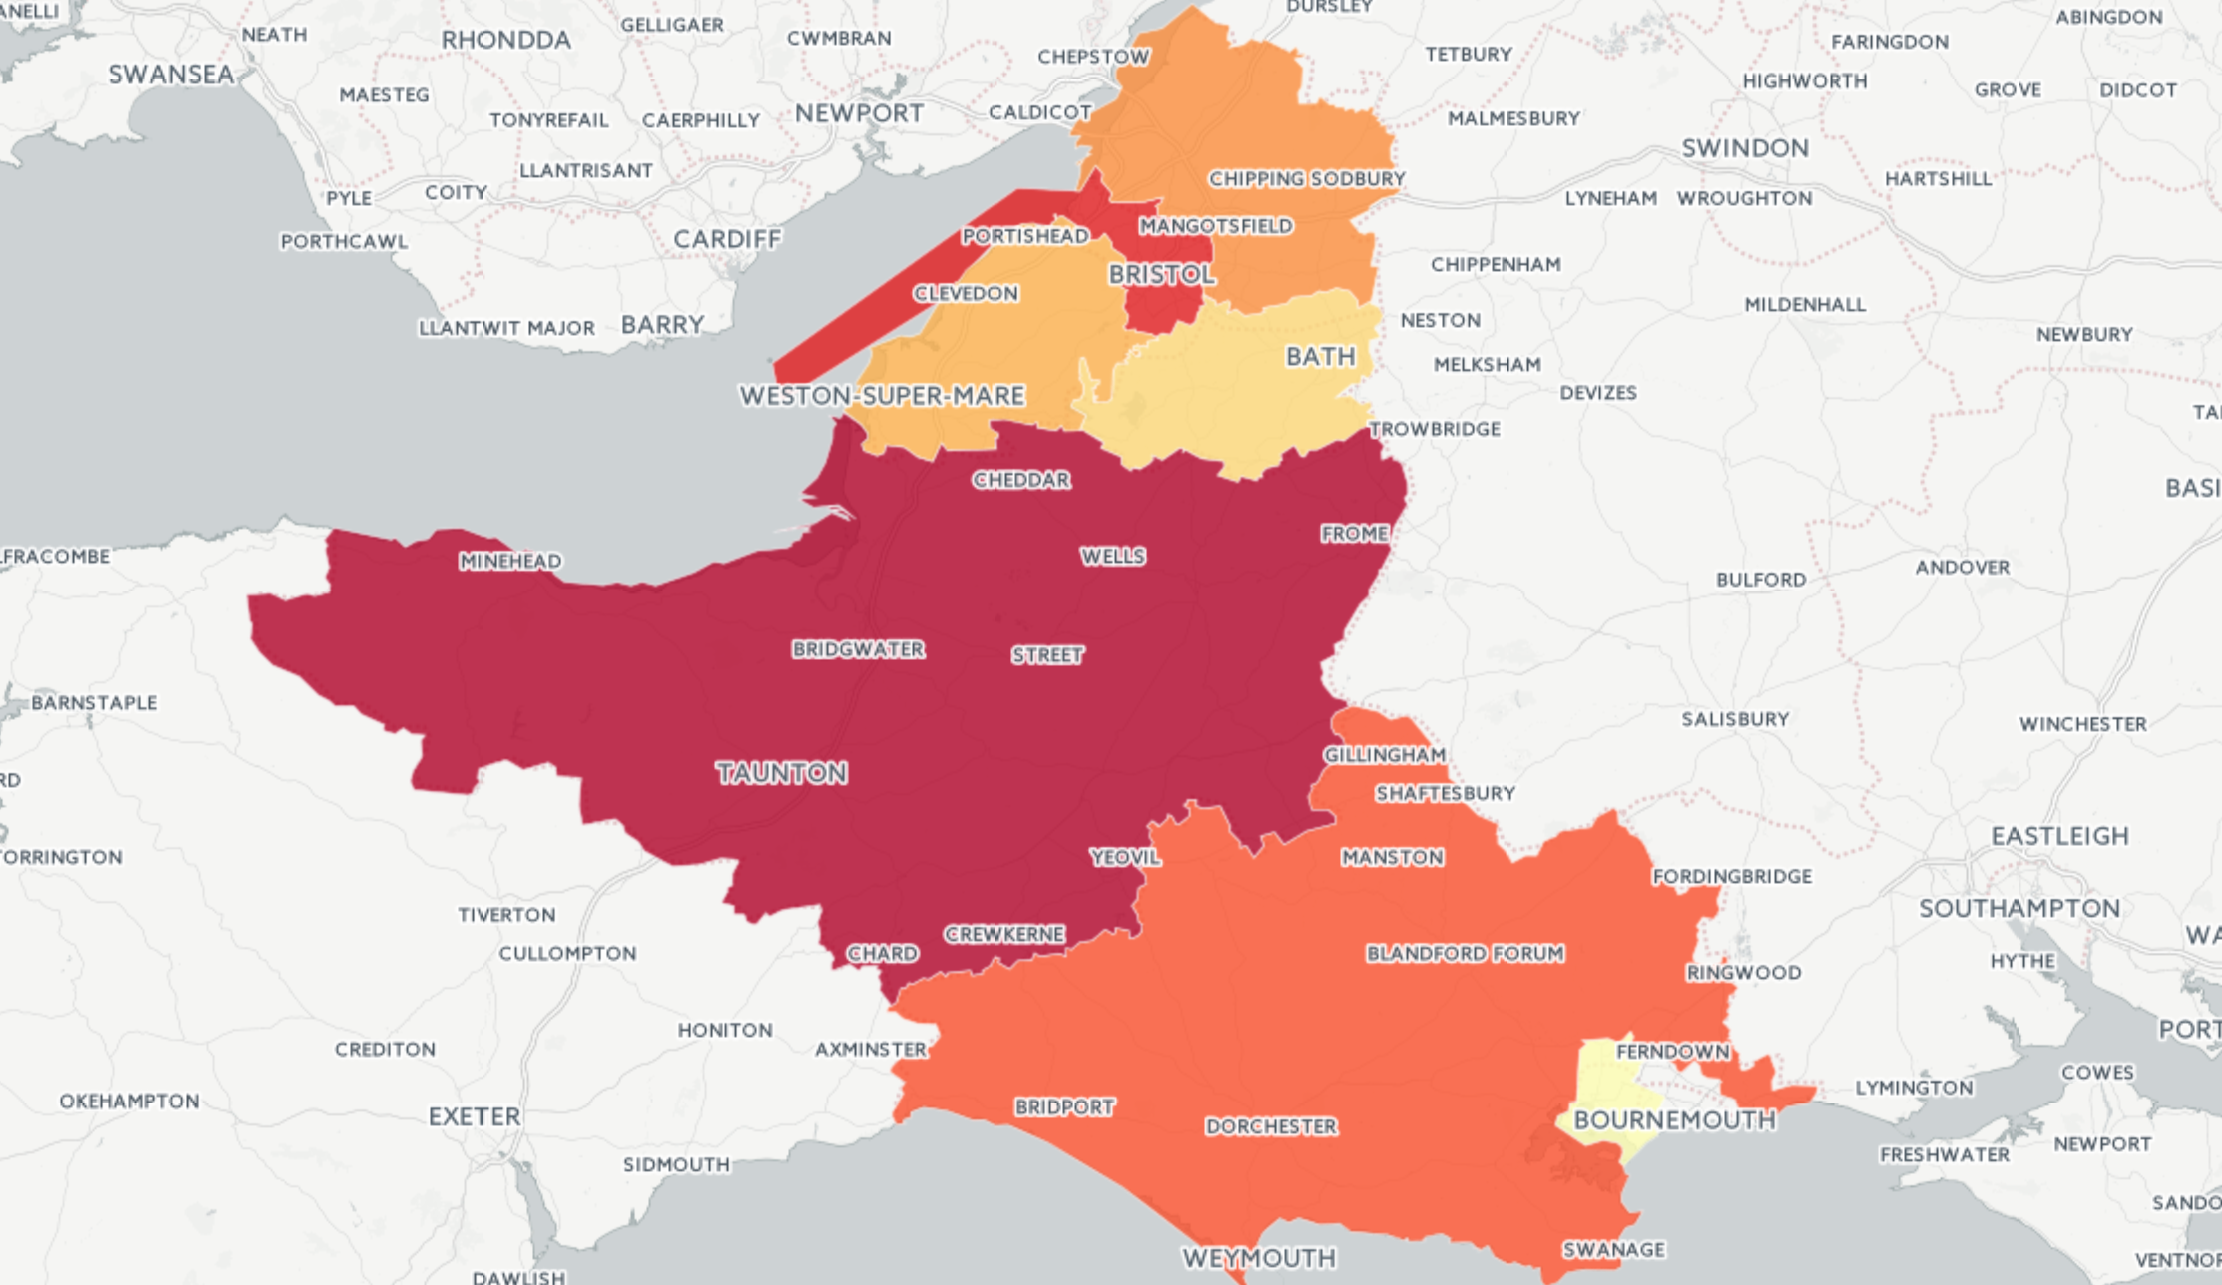 ANELLI
NEATH
RHONDDA
GELLIGAER
CWMBRAN
CHEPSTOW
DURSLEY
TETBURY
FARINGDON
ABINGDON
SWANSEA
MAESTEG
TONYREFAIL
CAERPHILLY
NEWPORT
CALDICOT
MALMESBURY
HIGHWORTH
GROVE
DIDCOT
SWINDON
PYLE
COITY
LLANTRISANT
CHIPPING SODBURY
LYNEHAM
WROUGHTON
HARTSHILL
PORTHCAWL
CARDIFF
PORTISHEAD
MANGOTSFIELD
BRISTOL
CHIPPENHAM
CLEVEDON
LLANTWIT MAJOR
BARRY
NESTON
MILDENHALL
NEWBURY
BATH
MELKSHAM
DEVIZES
WESTON-SUPER-MARE
TROWBRIDGE
TA
CHEDDAR
BASI
LFRACOMBE
MINEHEAD
WELLS
FROME
BULFORD
ANDOVER
BRIDGWATER
STREET
BARNSTAPLE
SALISBURY
WINCHESTER
RD
TAUNTON
GILLINGHAM
SHAFTESBURY
ORRINGTON
YEOVIL
MANSTON
EASTLEIGH
FORDINGBRIDGE
TIVERTON
CULLOMPTON
CHARD
CREWKERNE
BLANDFORD FORUM
SOUTHAMPTON
WA
RINGWOOD
HYTHE
HONITON
CREDITON
AXMINSTER
FERNDOWN
PORT
OKEHAMPTON
EXETER
BRIDPORT
DORCHESTER
BOURNEMOUTH
LYMINGTON
COWES
SIDMOUTH
FRESHWATER
NEWPORT
SANDO
DAWLISH
WEYMOUTH
SWANAGE
VENTNOR